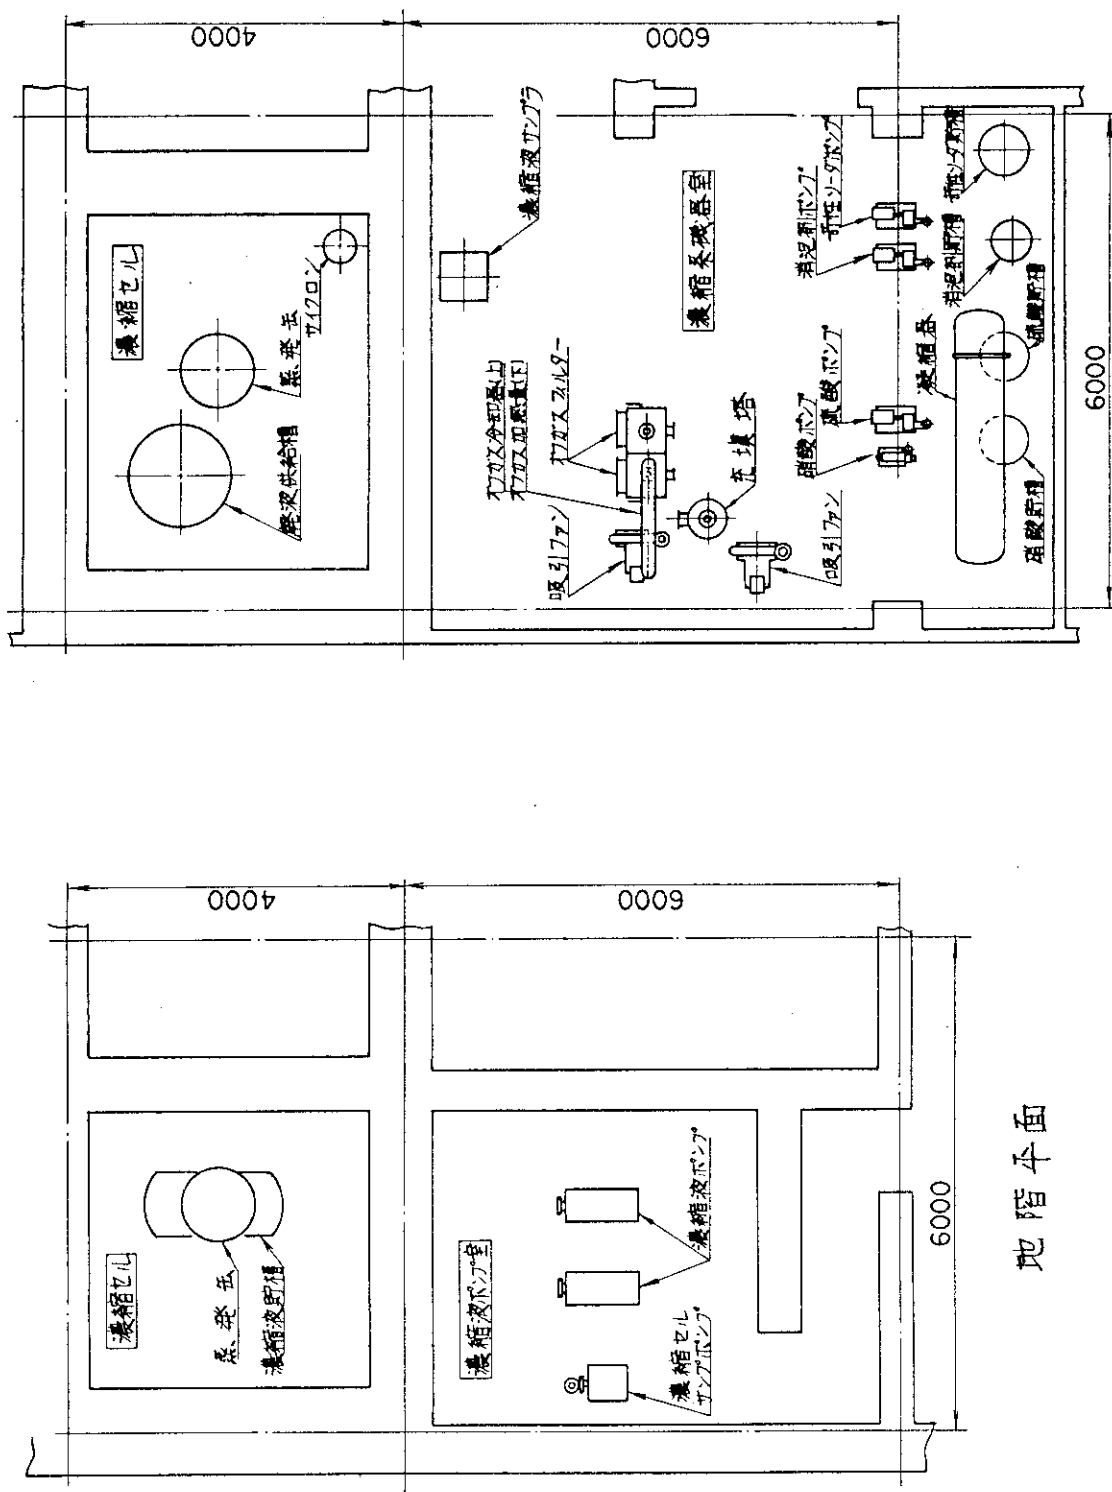 4000
6000
6000
濃縮セル
蒸発缶
サイクロン
廃液供給槽
濃縮液サンプラ
濃縮系機器室
オフガス冷却器(上)
オフガス加熱器(下)
オフガスフィルター
吸引ファン
充填塔
吸引ファン
消泡剤ポンプ
苛性ソーダポンプ
硝酸ポンプ
硫酸ポンプ
凝縮器
消泡剤貯槽
苛性ソーダ貯槽
硫酸貯槽
硝酸貯槽
4000
6000
6000
濃縮セル
蒸発缶
濃縮液貯槽
濃縮液ポンプ室
濃縮液ポンプ
濃縮セル
サンプポンプ
地階平面